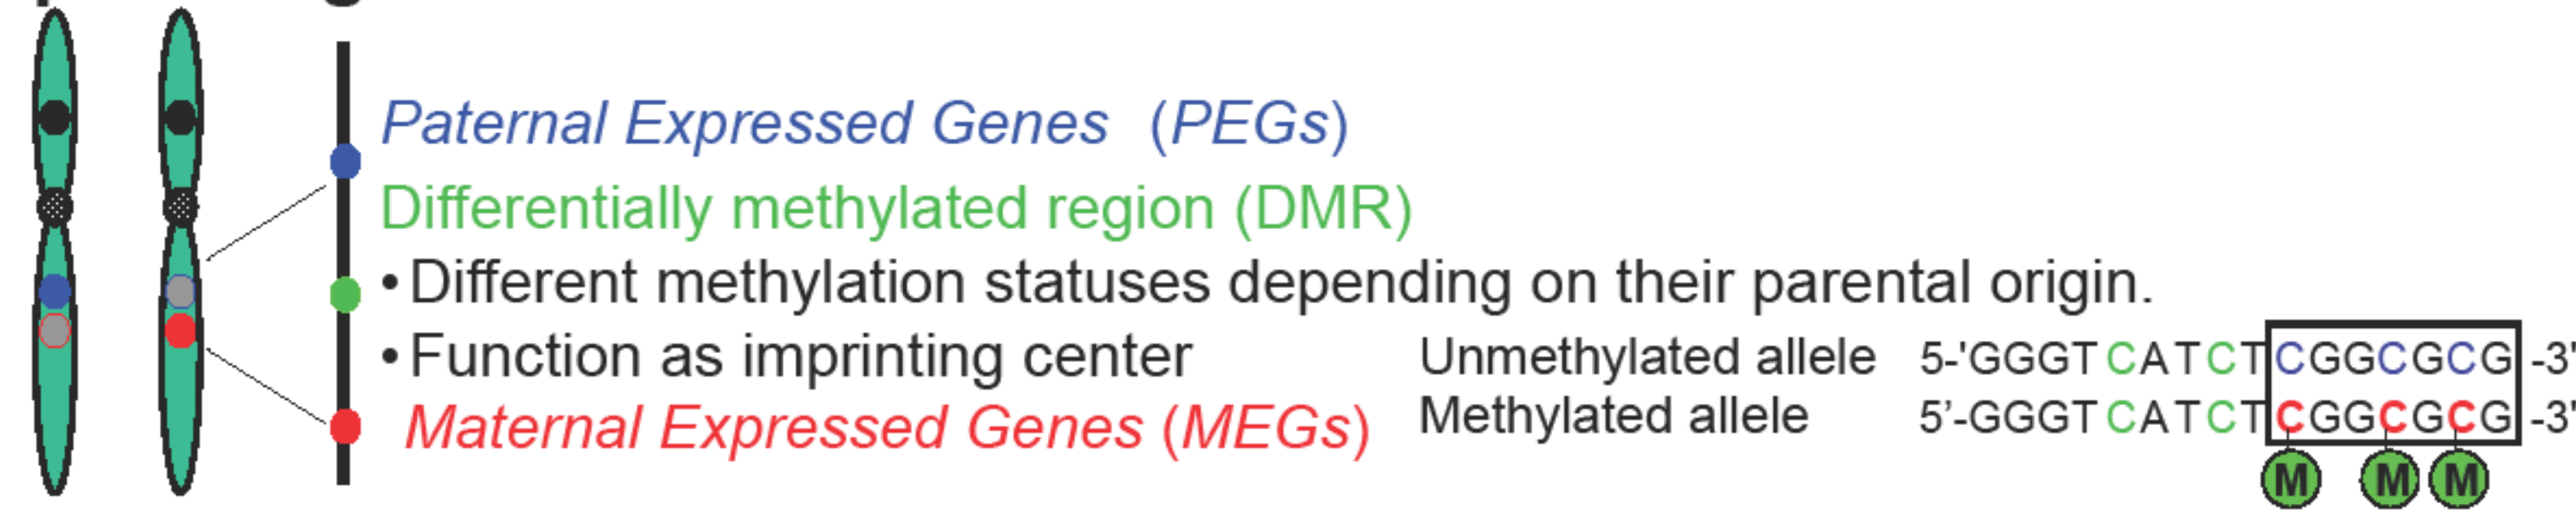 Paternal Expressed Genes (PEGs)
Differentially methylated region (DMR)
•Different methylation statuses depending on their parental origin.
•Function as imprinting center
Maternal Expressed Genes (MEGs)
Unmethylated allele 5-'GGGTCATCTCGGCGCG-3'
Methylated allele 5’-GGGTCATCTCGGCGCG-3'
M M M